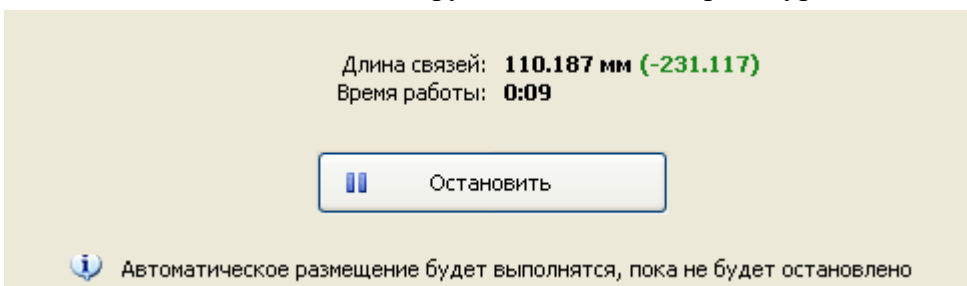 Длина связей: 110.187 мм (-231.117)
Время работы: 0:09
Остановить
Автоматическое размещение будет выполнятся, пока не будет остановлено